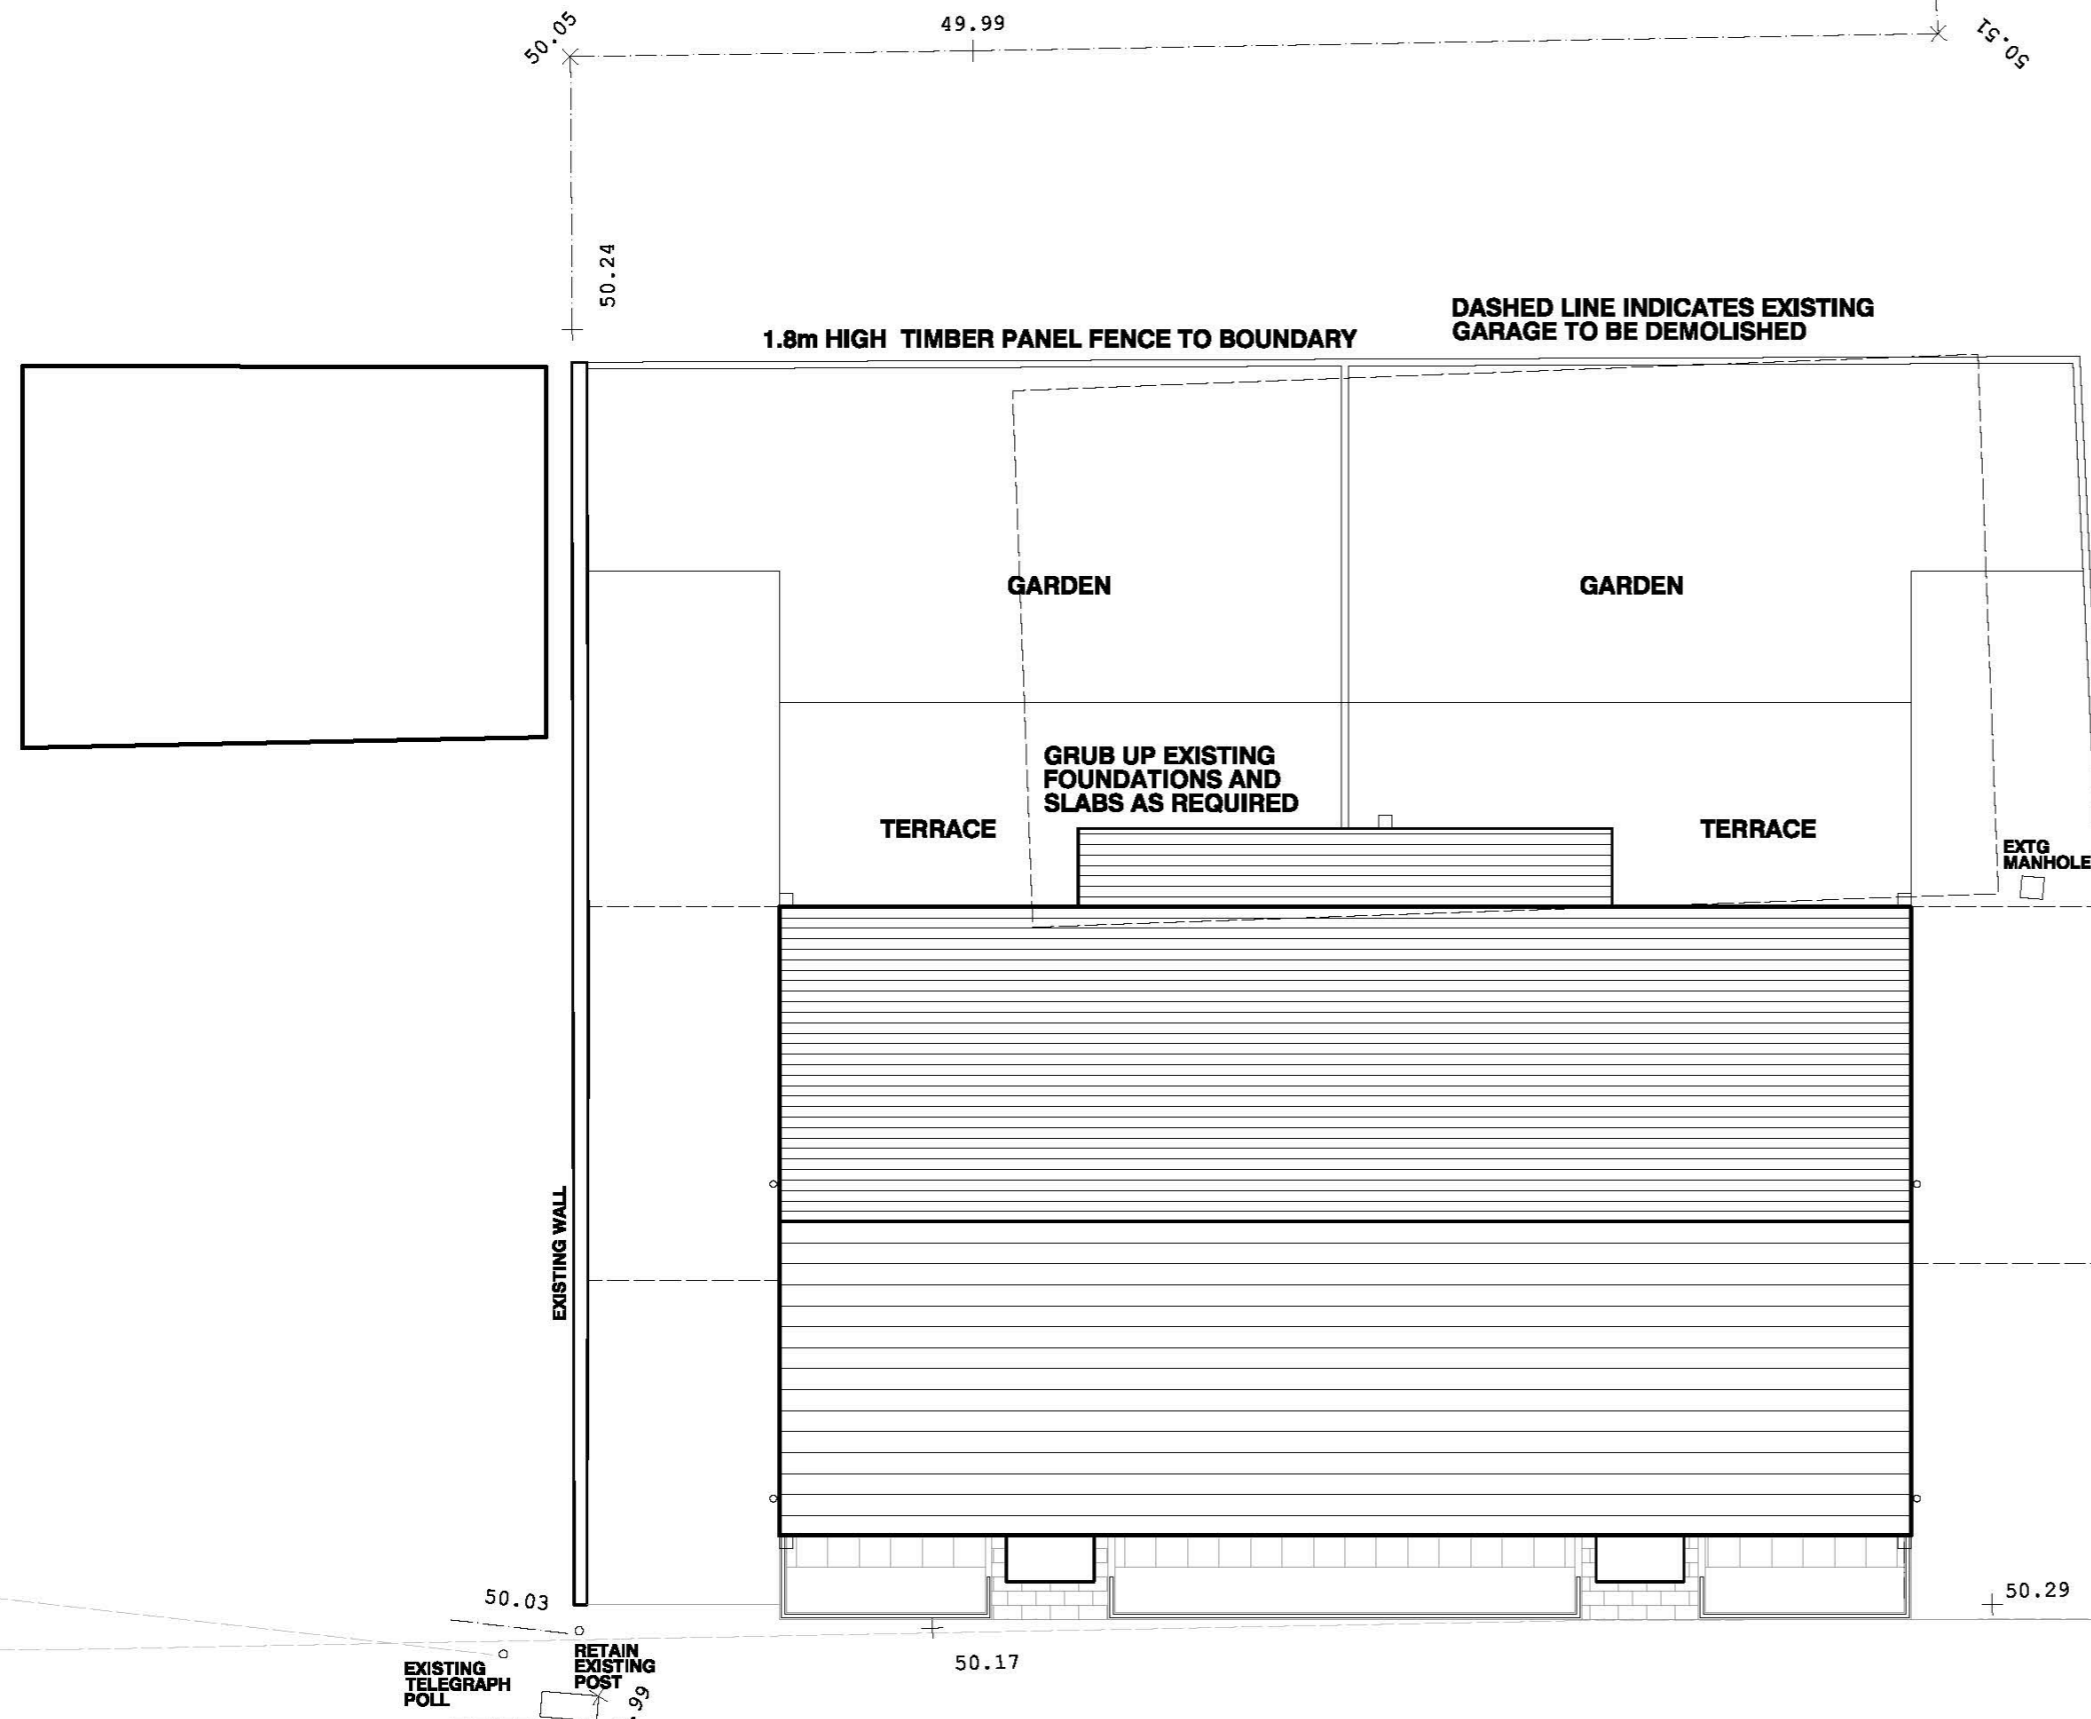 50.05
49.99
50.51
50.24
DASHED LINE INDICATES EXISTING
GARAGE TO BE DEMOLISHED
1.8m HIGH TIMBER PANEL FENCE TO BOUNDARY
GARDEN
GARDEN
GRUB UP EXISTING
FOUNDATIONS AND
SLABS AS REQUIRED
TERRACE
TERRACE
EXTG
MANHOLE
EXISTING WALL
50.03
50.29
RETAIN
EXISTING
POST
50.17
EXISTING
TELEGRAPH
POLL
.99